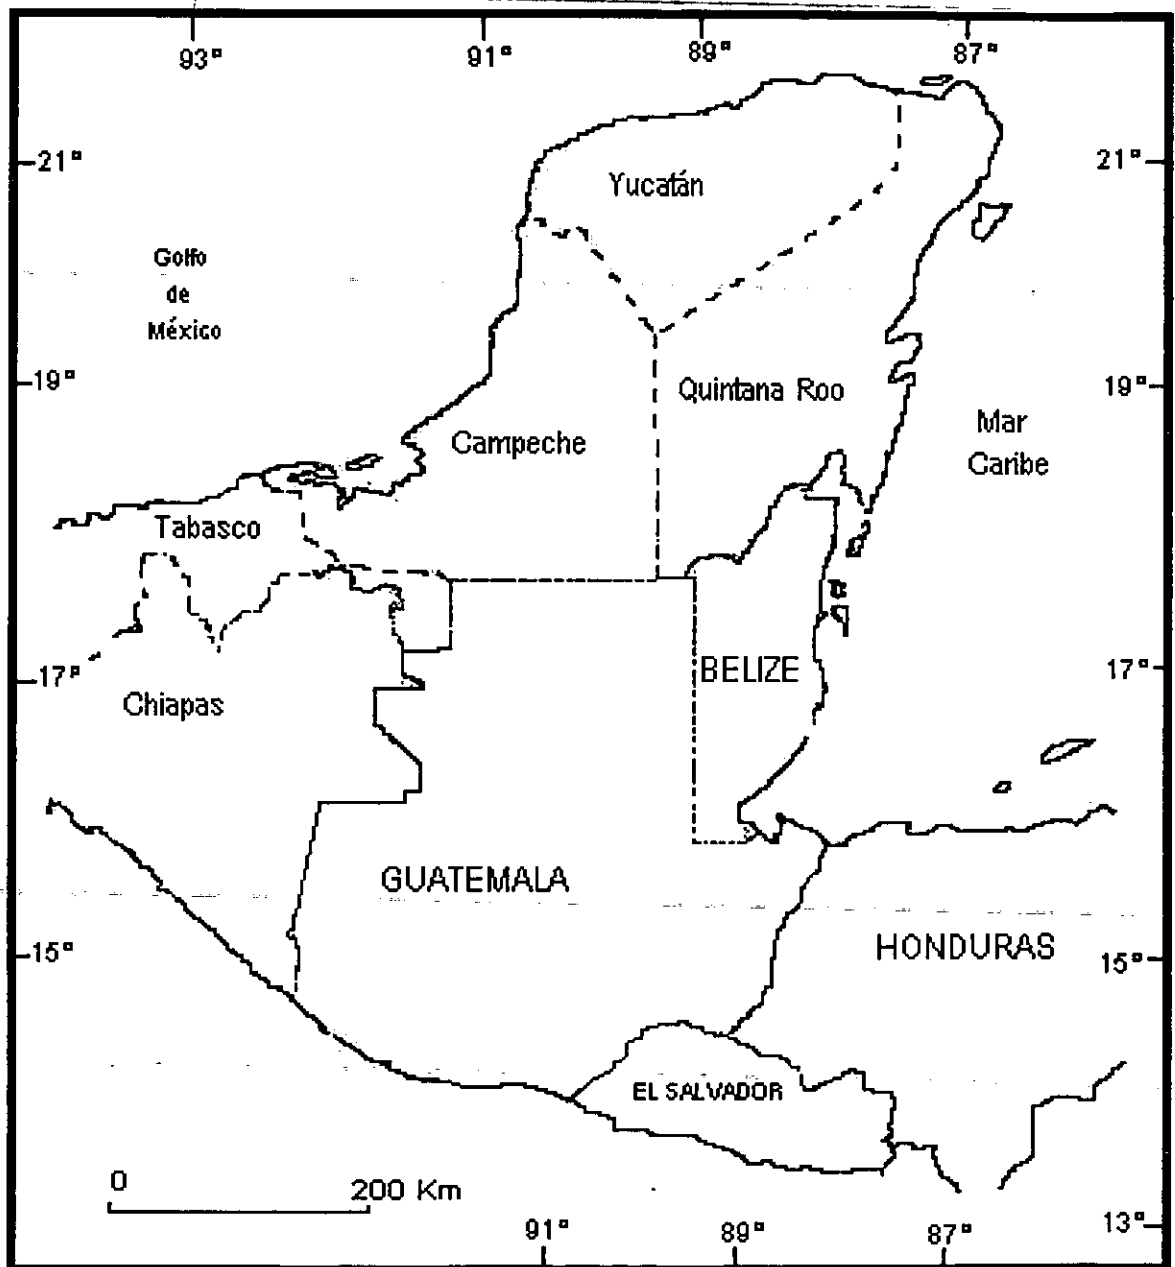 93° 91° 89° 87°
21° 21°
Yucatán
Golfo
de
México
19° 19°
Quintana Roo
Mar
Caribe
Campeche
Tabasco
BELIZE
17° 17°
Chiapas
GUATEMALA
HONDURAS
15° 15°
EL SALVADOR
0 200 Km
91° 89° 87° 13°